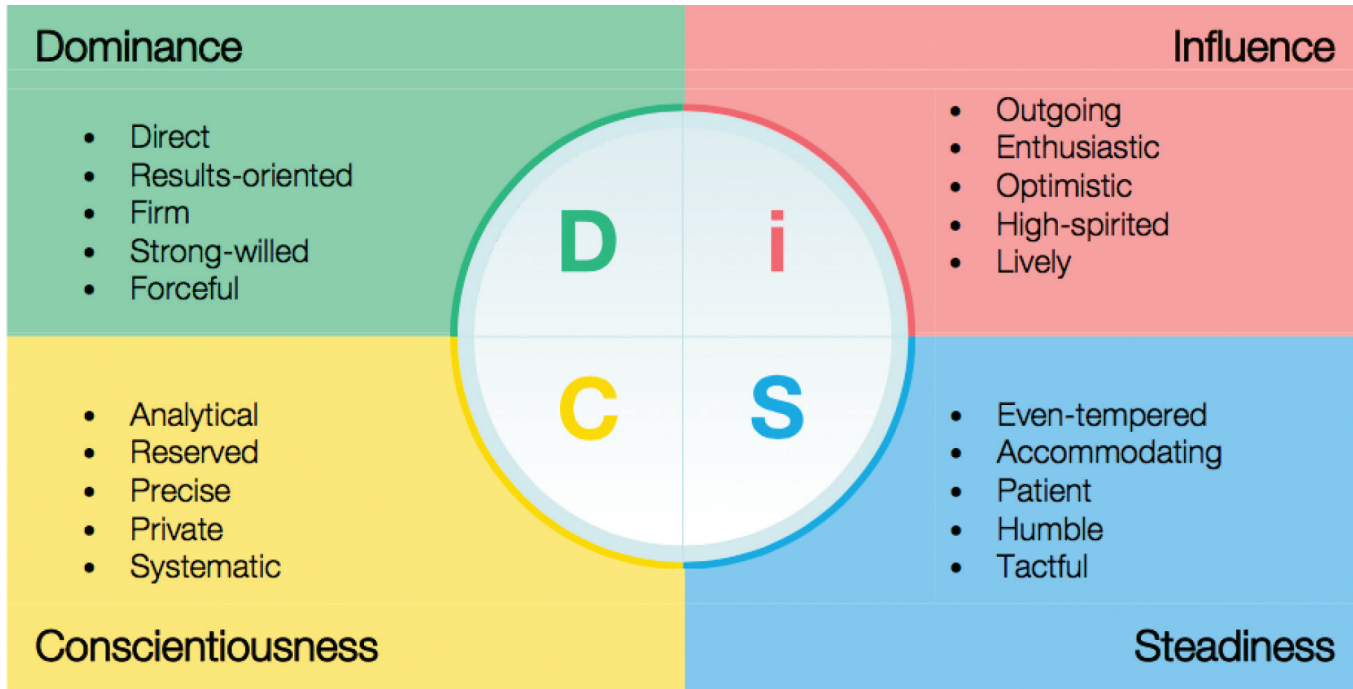 Dominance
• Direct
• Results-oriented
• Firm
• Strong-willed
• Forceful
Influence
• Outgoing
• Enthusiastic
• Optimistic
• High-spirited
• Lively
D
i
C
S
• Analytical
• Reserved
• Precise
• Private
• Systematic
Conscientiousness
• Even-tempered
• Accommodating
• Patient
• Humble
• Tactful
Steadiness